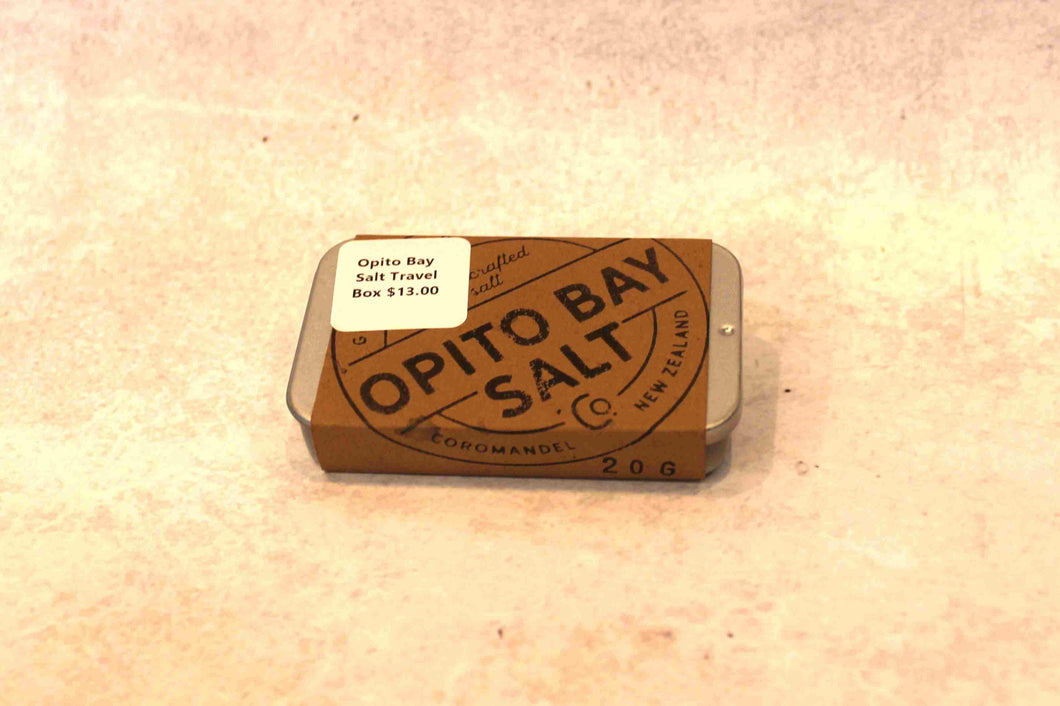 Opito Bay
Salt Travel
Box $13.00
crafted
salt
G
OPITO BAY
SALT
Co.
NEW ZEALAND
COROMANDEL
20G